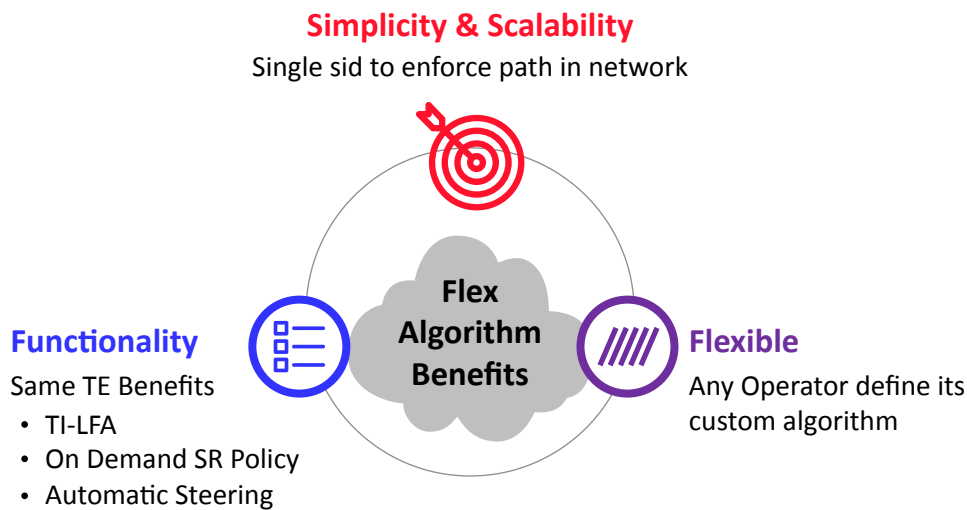 Simplicity & Scalability
Single sid to enforce path in network
Flex
Algorithm
Benefits
Functionality
Same TE Benefits
• TI-LFA
• On Demand SR Policy
• Automatic Steering
Flexible
Any Operator define its
custom algorithm